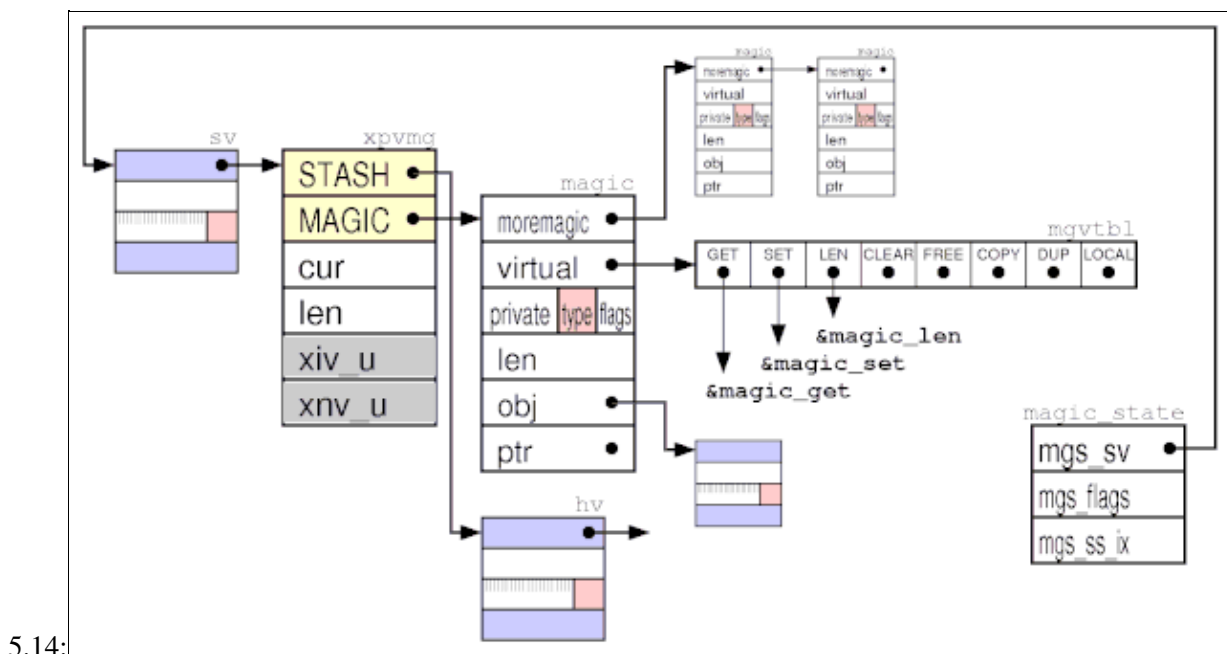 magic magic
moremagic moremagic
virtual virtual
private type flags private type flags
len len
obj obj
ptr ptr
sv
xpvmg
STASH
MAGIC
cur
len
xiv_u
xnv_u
magic
moremagic
virtual
private type flags
len
obj
ptr
mgvtbl
GET SET LEN CLEAR FREE COPY DUP LOCAL
&magic_len
&magic_set
&magic_get
magic_state
mgs_sv
mgs_flags
mgs_ss_ix
hv
5.14: